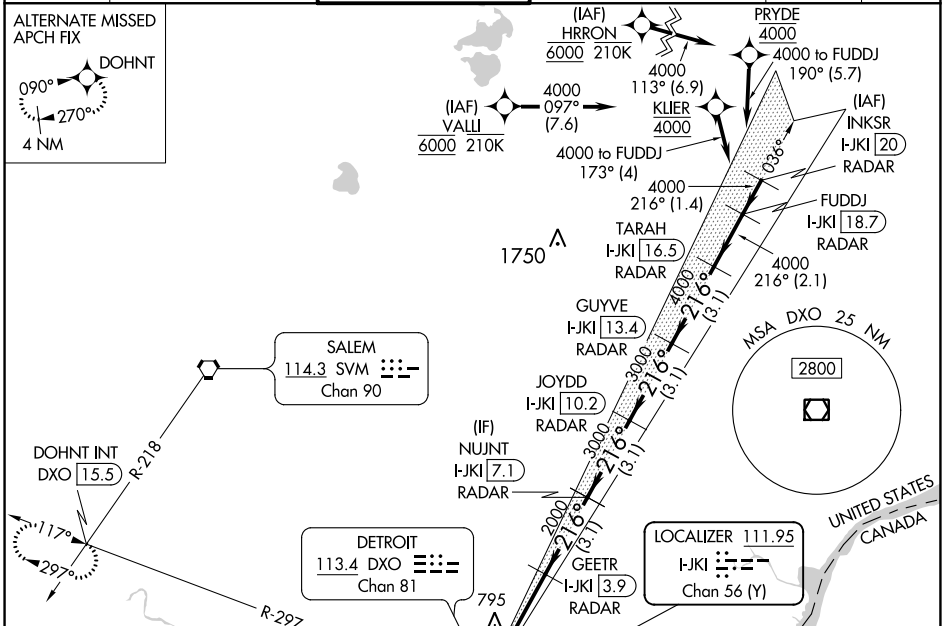 ALTERNATE MISSED
APCH FIX
DOHNT
090°
270°
4 NM
(IAF)
HRRON
6000 210K
4000
113° (6.9)
PRYDE
4000
4000 to FUDDJ
190° (5.7)
(IAF)
VALLI
6000 210K
4000
097°
(7.6)
KLIER
4000
4000 to FUDDJ
173° (4)
036°
(IAF)
INKSR
I-JKI 20
RADAR
4000
216° (1.4)
FUDDJ
I-JKI 18.7
RADAR
TARAH
I-JKI 16.5
RADAR
4000
216° (2.1)
1750
4000
216°
(3.1)
GUYVE
I-JKI 13.4
RADAR
3000
216°
(3.1)
JOYDD
I-JKI 10.2
RADAR
3000
216°
(3.1)
(IF)
NUJNT
I-JKI 7.1
RADAR
2000
216°
(3.1)
GEETR
I-JKI 3.9
RADAR
MSA DXO 25 NM
2800
SALEM
114.3 SVM
Chan 90
R-218
DOHNT INT
DXO 15.5
117°
297°
R-297
DETROIT
113.4 DXO
Chan 81
795
LOCALIZER 111.95
I-JKI
Chan 56 (Y)
UNITED STATES
CANADA